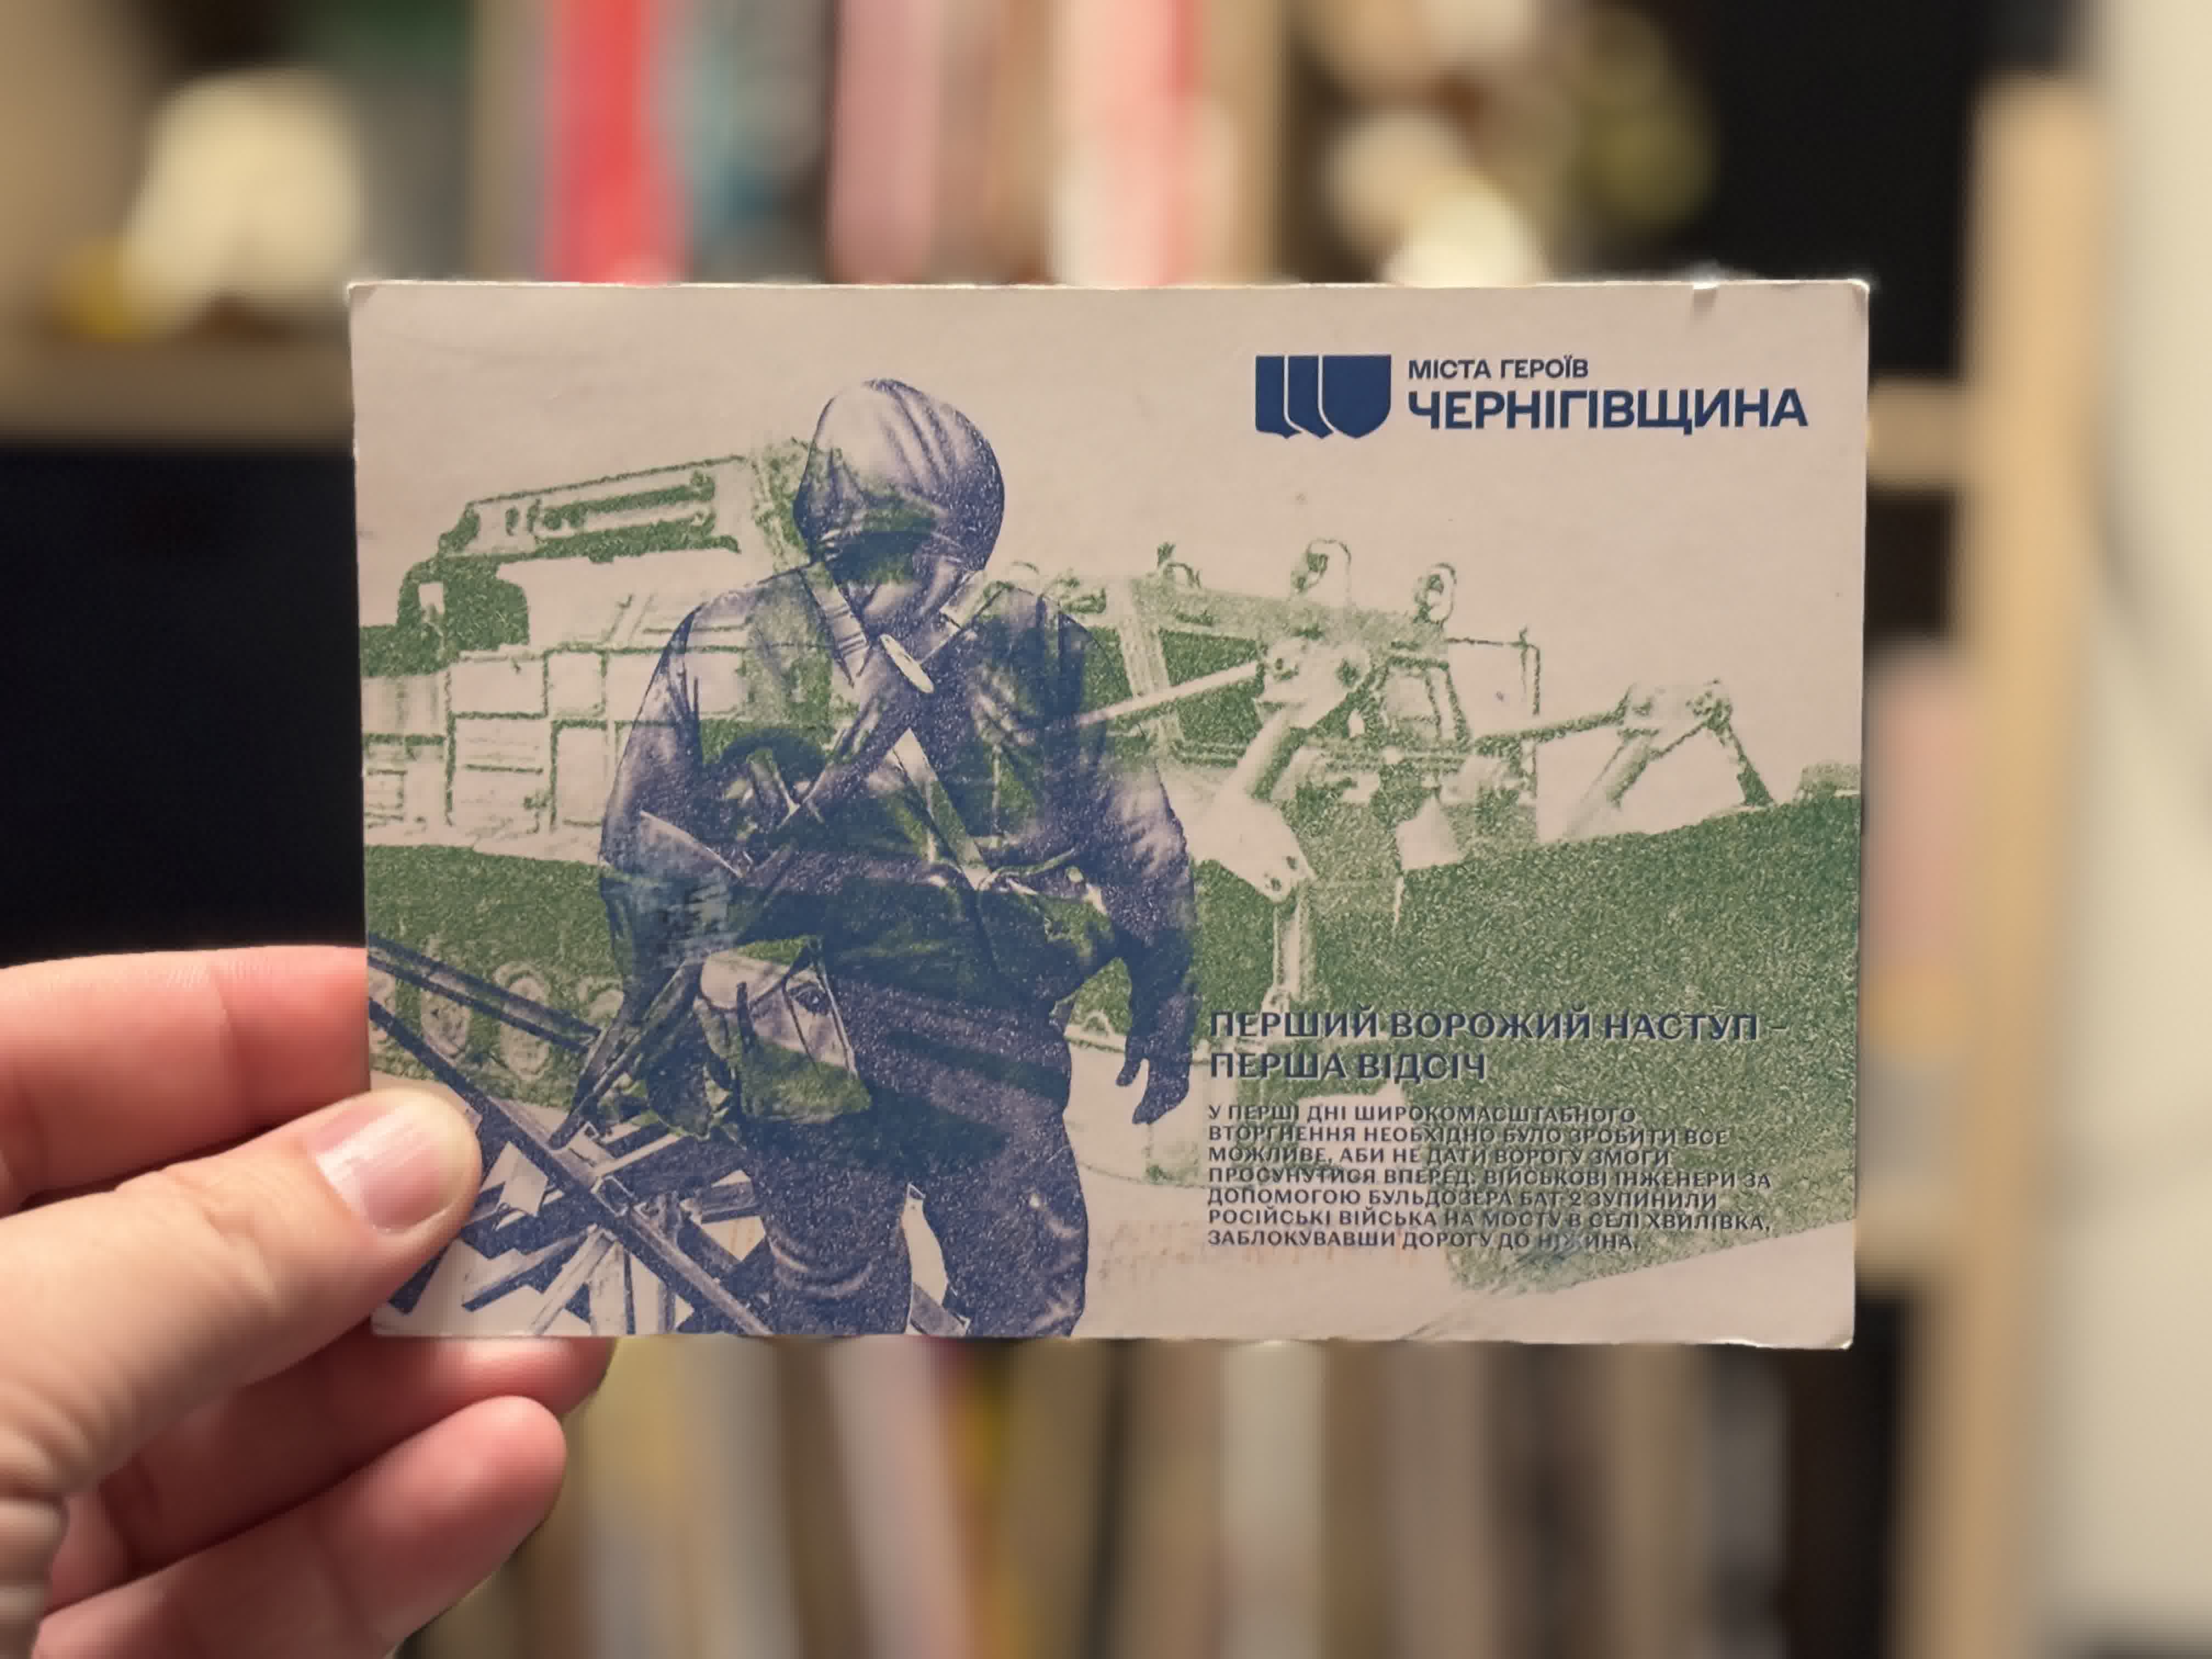 МІСТА ГЕРОЇВ
ЧЕРНІГІВЩИНА
ПЕРШИЙ ВОРОЖИЙ НАСТУП –
ПЕРША ВІДСІЧ
У ПЕРШІ ДНІ ШИРОКОМАСШТАБНОГО
ВТОРГНЕННЯ НЕОБХІДНО БУЛО ЗРОБИТИ ВСЕ
МОЖЛИВЕ, АБИ НЕ ДАТИ ВОРОГУ ЗМОГИ
ПРОСУНУТИСЯ ВПЕРЕД. ВІЙСЬКОВІ ІНЖЕНЕРИ ЗА
ДОПОМОГОЮ БУЛЬДОЗЕРА БАТ-2 ЗУПИНИЛИ
РОСІЙСЬКІ ВІЙСЬКА НА МОСТУ В СЕЛІ ХВИЛІВКА,
ЗАБЛОКУВАВШИ ДОРОГУ ДО НІЖИНА.